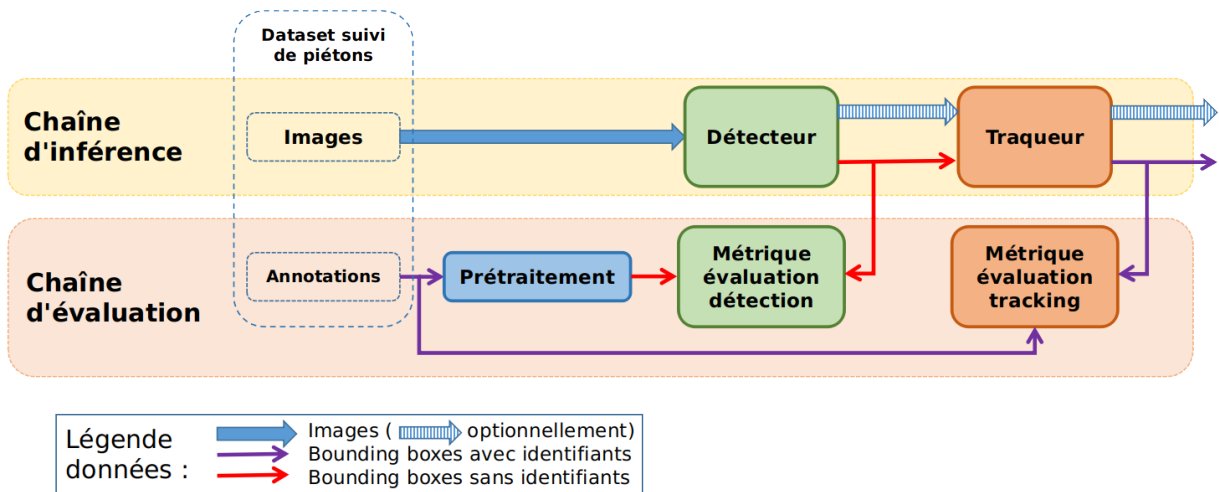 Dataset suivi
de piétons
Chaîne
d'inférence
Images
Détecteur
Traqueur
Chaîne
d'évaluation
Annotations
Prétraitement
Métrique
évaluation
détection
Métrique
évaluation
tracking
Légende
données :
Images ( optionnellement)
Bounding boxes avec identifiants
Bounding boxes sans identifiants